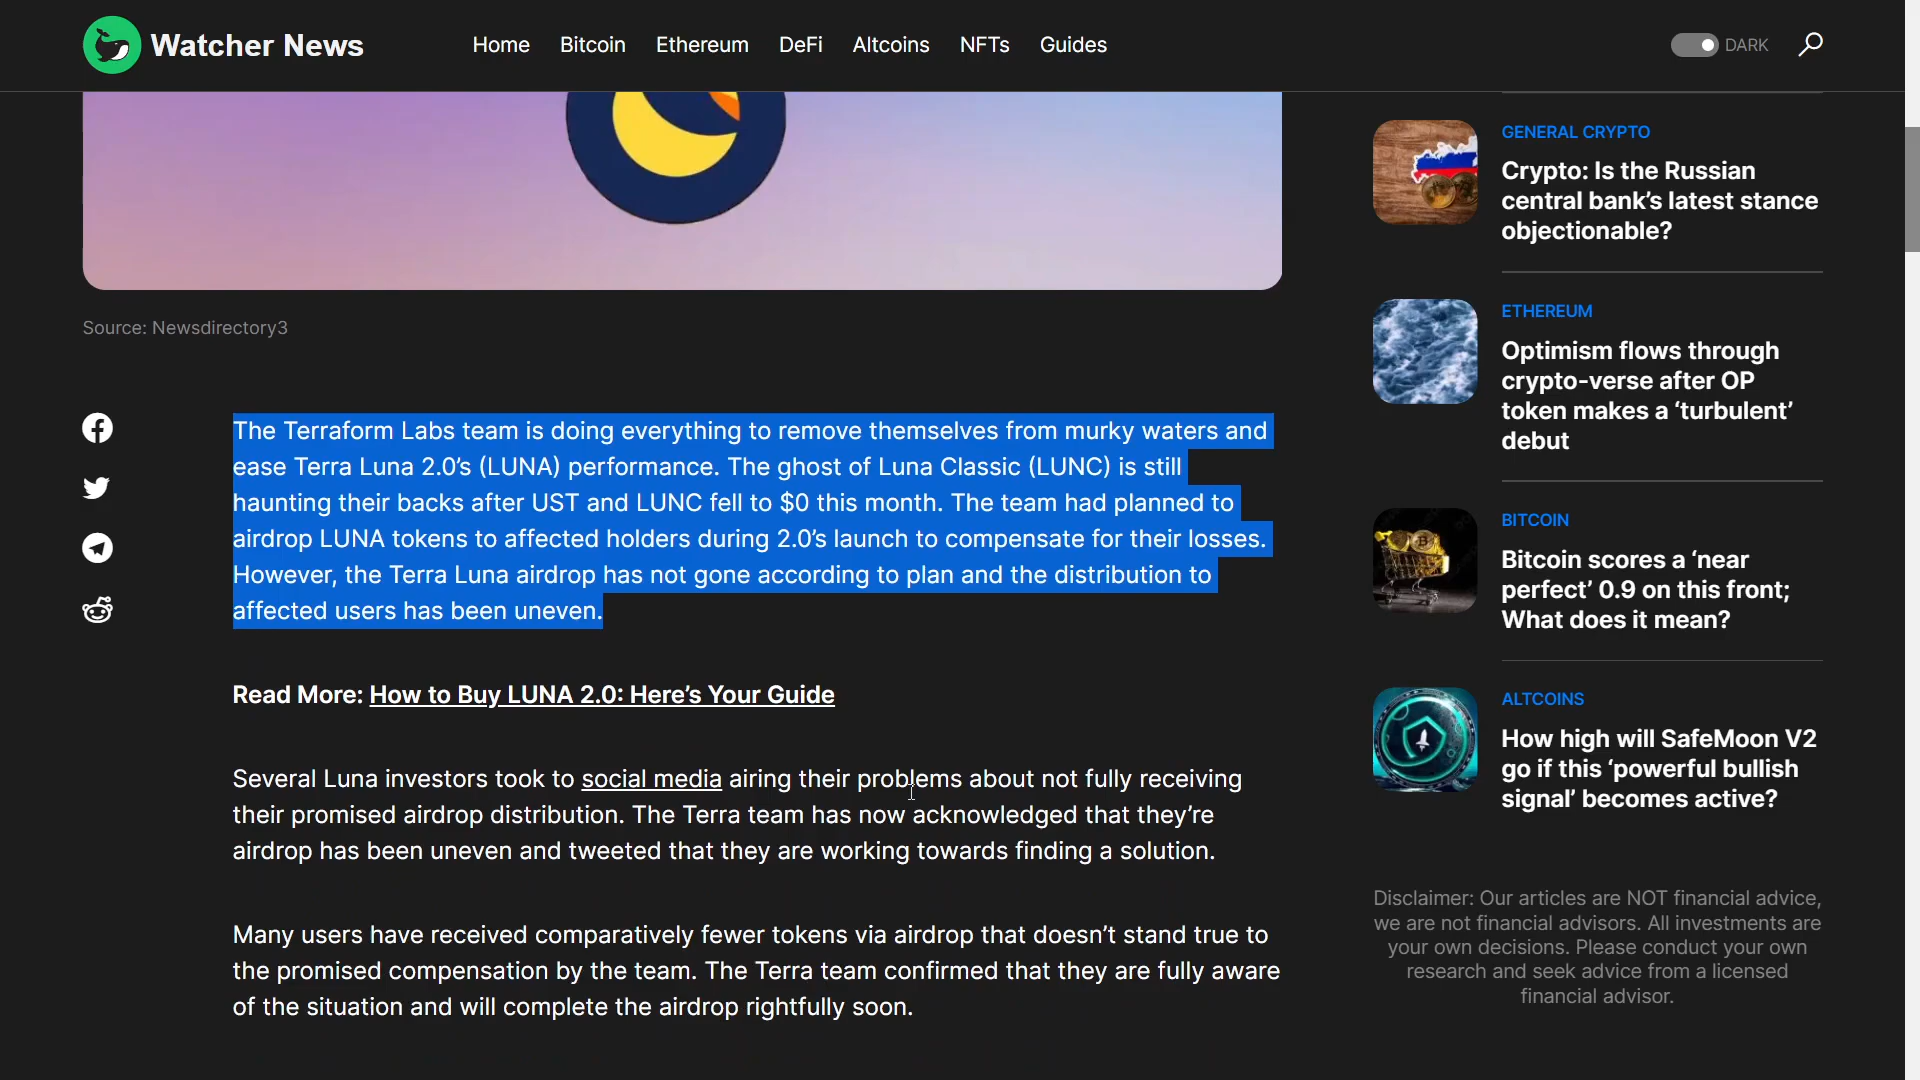 Watcher News
Home Bitcoin Ethereum DeFi Altcoins NFTs Guides
DARK
Source: Newsdirectory3
The Terraform Labs team is doing everything to remove themselves from murky waters and
ease Terra Luna 2.0’s (LUNA) performance. The ghost of Luna Classic (LUNC) is still
haunting their backs after UST and LUNC fell to $0 this month. The team had planned to
airdrop LUNA tokens to affected holders during 2.0’s launch to compensate for their losses.
However, the Terra Luna airdrop has not gone according to plan and the distribution to
affected users has been uneven.
Read More: How to Buy LUNA 2.0: Here’s Your Guide
Several Luna investors took to social media airing their problems about not fully receiving
their promised airdrop distribution. The Terra team has now acknowledged that they’re
airdrop has been uneven and tweeted that they are working towards finding a solution.
Many users have received comparatively fewer tokens via airdrop that doesn’t stand true to
the promised compensation by the team. The Terra team confirmed that they are fully aware
of the situation and will complete the airdrop rightfully soon.
GENERAL CRYPTO
Crypto: Is the Russian
central bank’s latest stance
objectionable?
ETHEREUM
Optimism flows through
crypto-verse after OP
token makes a ‘turbulent’
debut
BITCOIN
Bitcoin scores a ‘near
perfect’ 0.9 on this front;
What does it mean?
ALTCOINS
How high will SafeMoon V2
go if this ‘powerful bullish
signal’ becomes active?
Disclaimer: Our articles are NOT financial advice,
we are not financial advisors. All investments are
your own decisions. Please conduct your own
research and seek advice from a licensed
financial advisor.